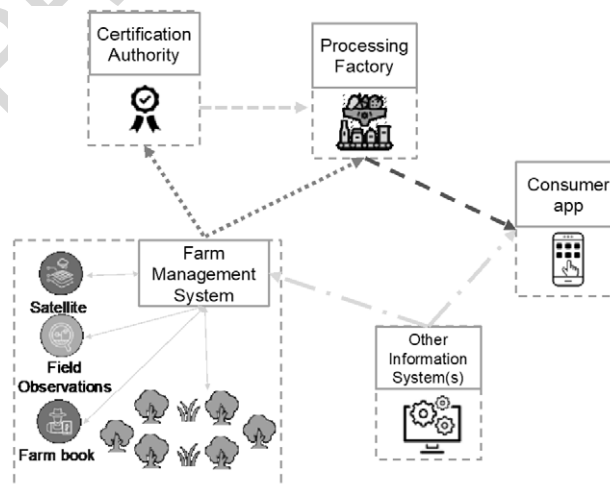 Certification
Authority
Processing
Factory
Consumer
app
Farm
Management
System
Satellite
Field
Observations
Farm book
Other
Information
System(s)